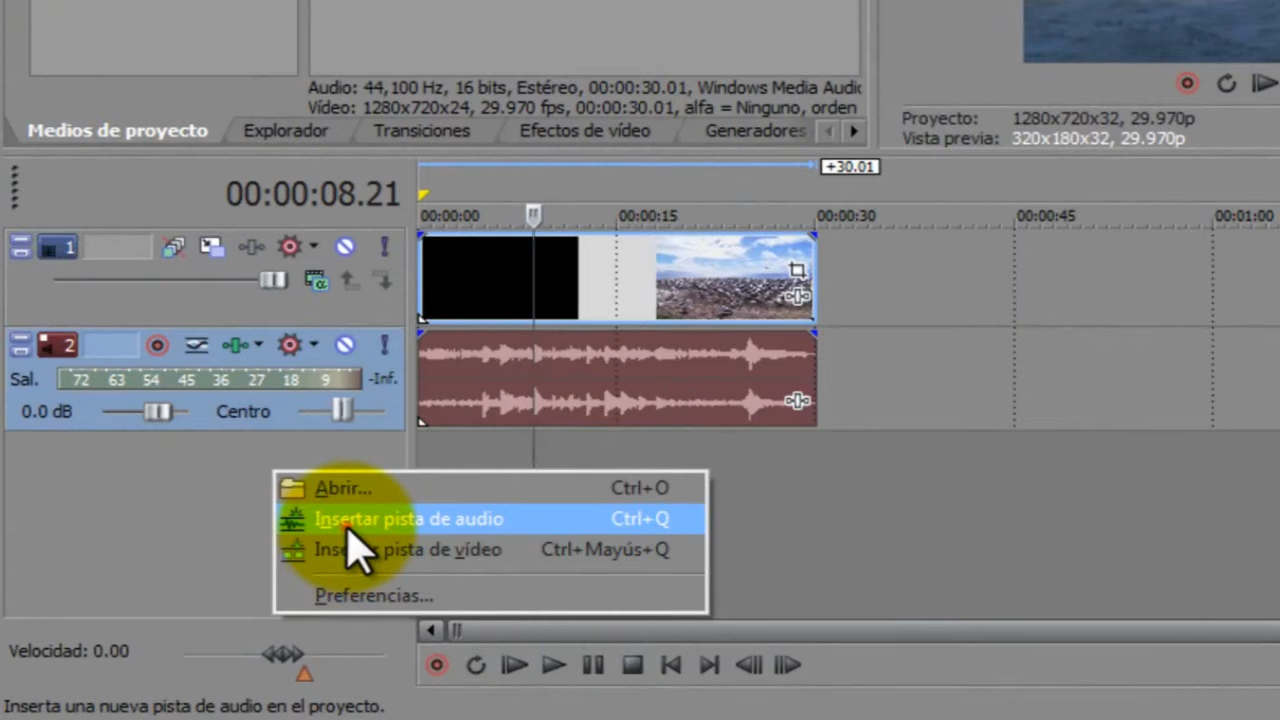 Audio: 44,100 Hz, 16 bits, Estéreo, 00:00:30.01, Windows Media Audio
Vídeo: 1280x720x24, 29.970 fps, 00:00:30.01, alfa = Ninguno, orden
Medios de proyecto Explorador Transiciones Efectos de vídeo Generadores
Proyecto: 1280x720x32, 29.970p
Vista previa: 320x180x32, 29.970p
+30.01
00:00:08.21
00:00:00 00:00:15 00:00:30 00:00:45 00:01:00
1
2
Sal. 72 63 54 45 36 27 18 9 -Inf.
0.0 dB Centro
Abrir... Ctrl+O
Insertar pista de audio Ctrl+Q
Insertar pista de vídeo Ctrl+Mayús+Q
Preferencias...
Velocidad: 0.00
Inserta una nueva pista de audio en el proyecto.